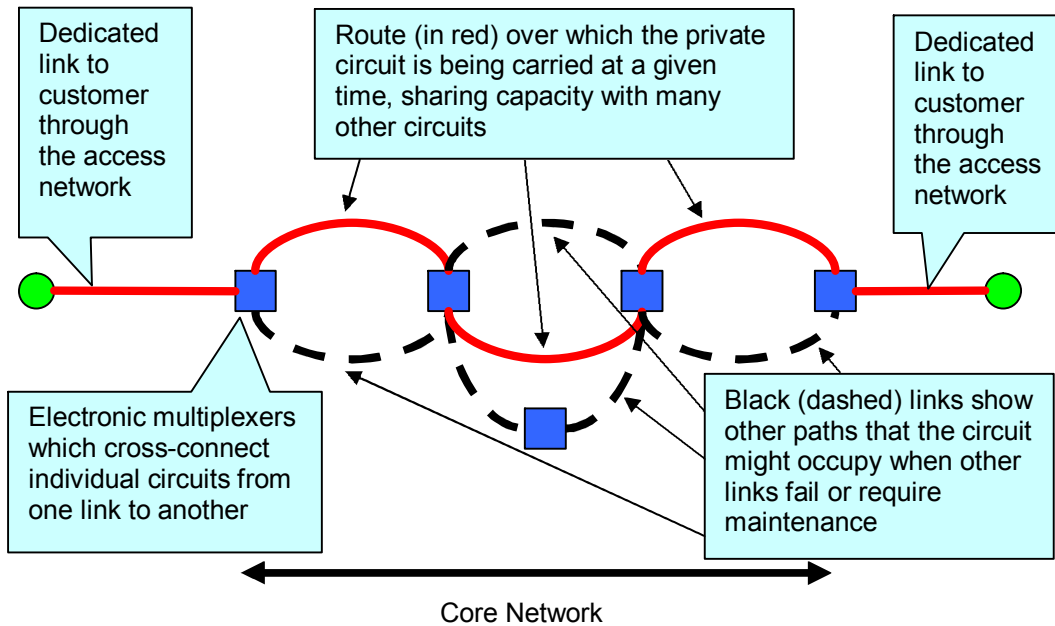 Dedicated
link to
customer
through
the access
network
Route (in red) over which the private
circuit is being carried at a given
time, sharing capacity with many
other circuits
Dedicated
link to
customer
through
the access
network
Electronic multiplexers
which cross-connect
individual circuits from
one link to another
Black (dashed) links show
other paths that the circuit
might occupy when other
links fail or require
maintenance
Core Network